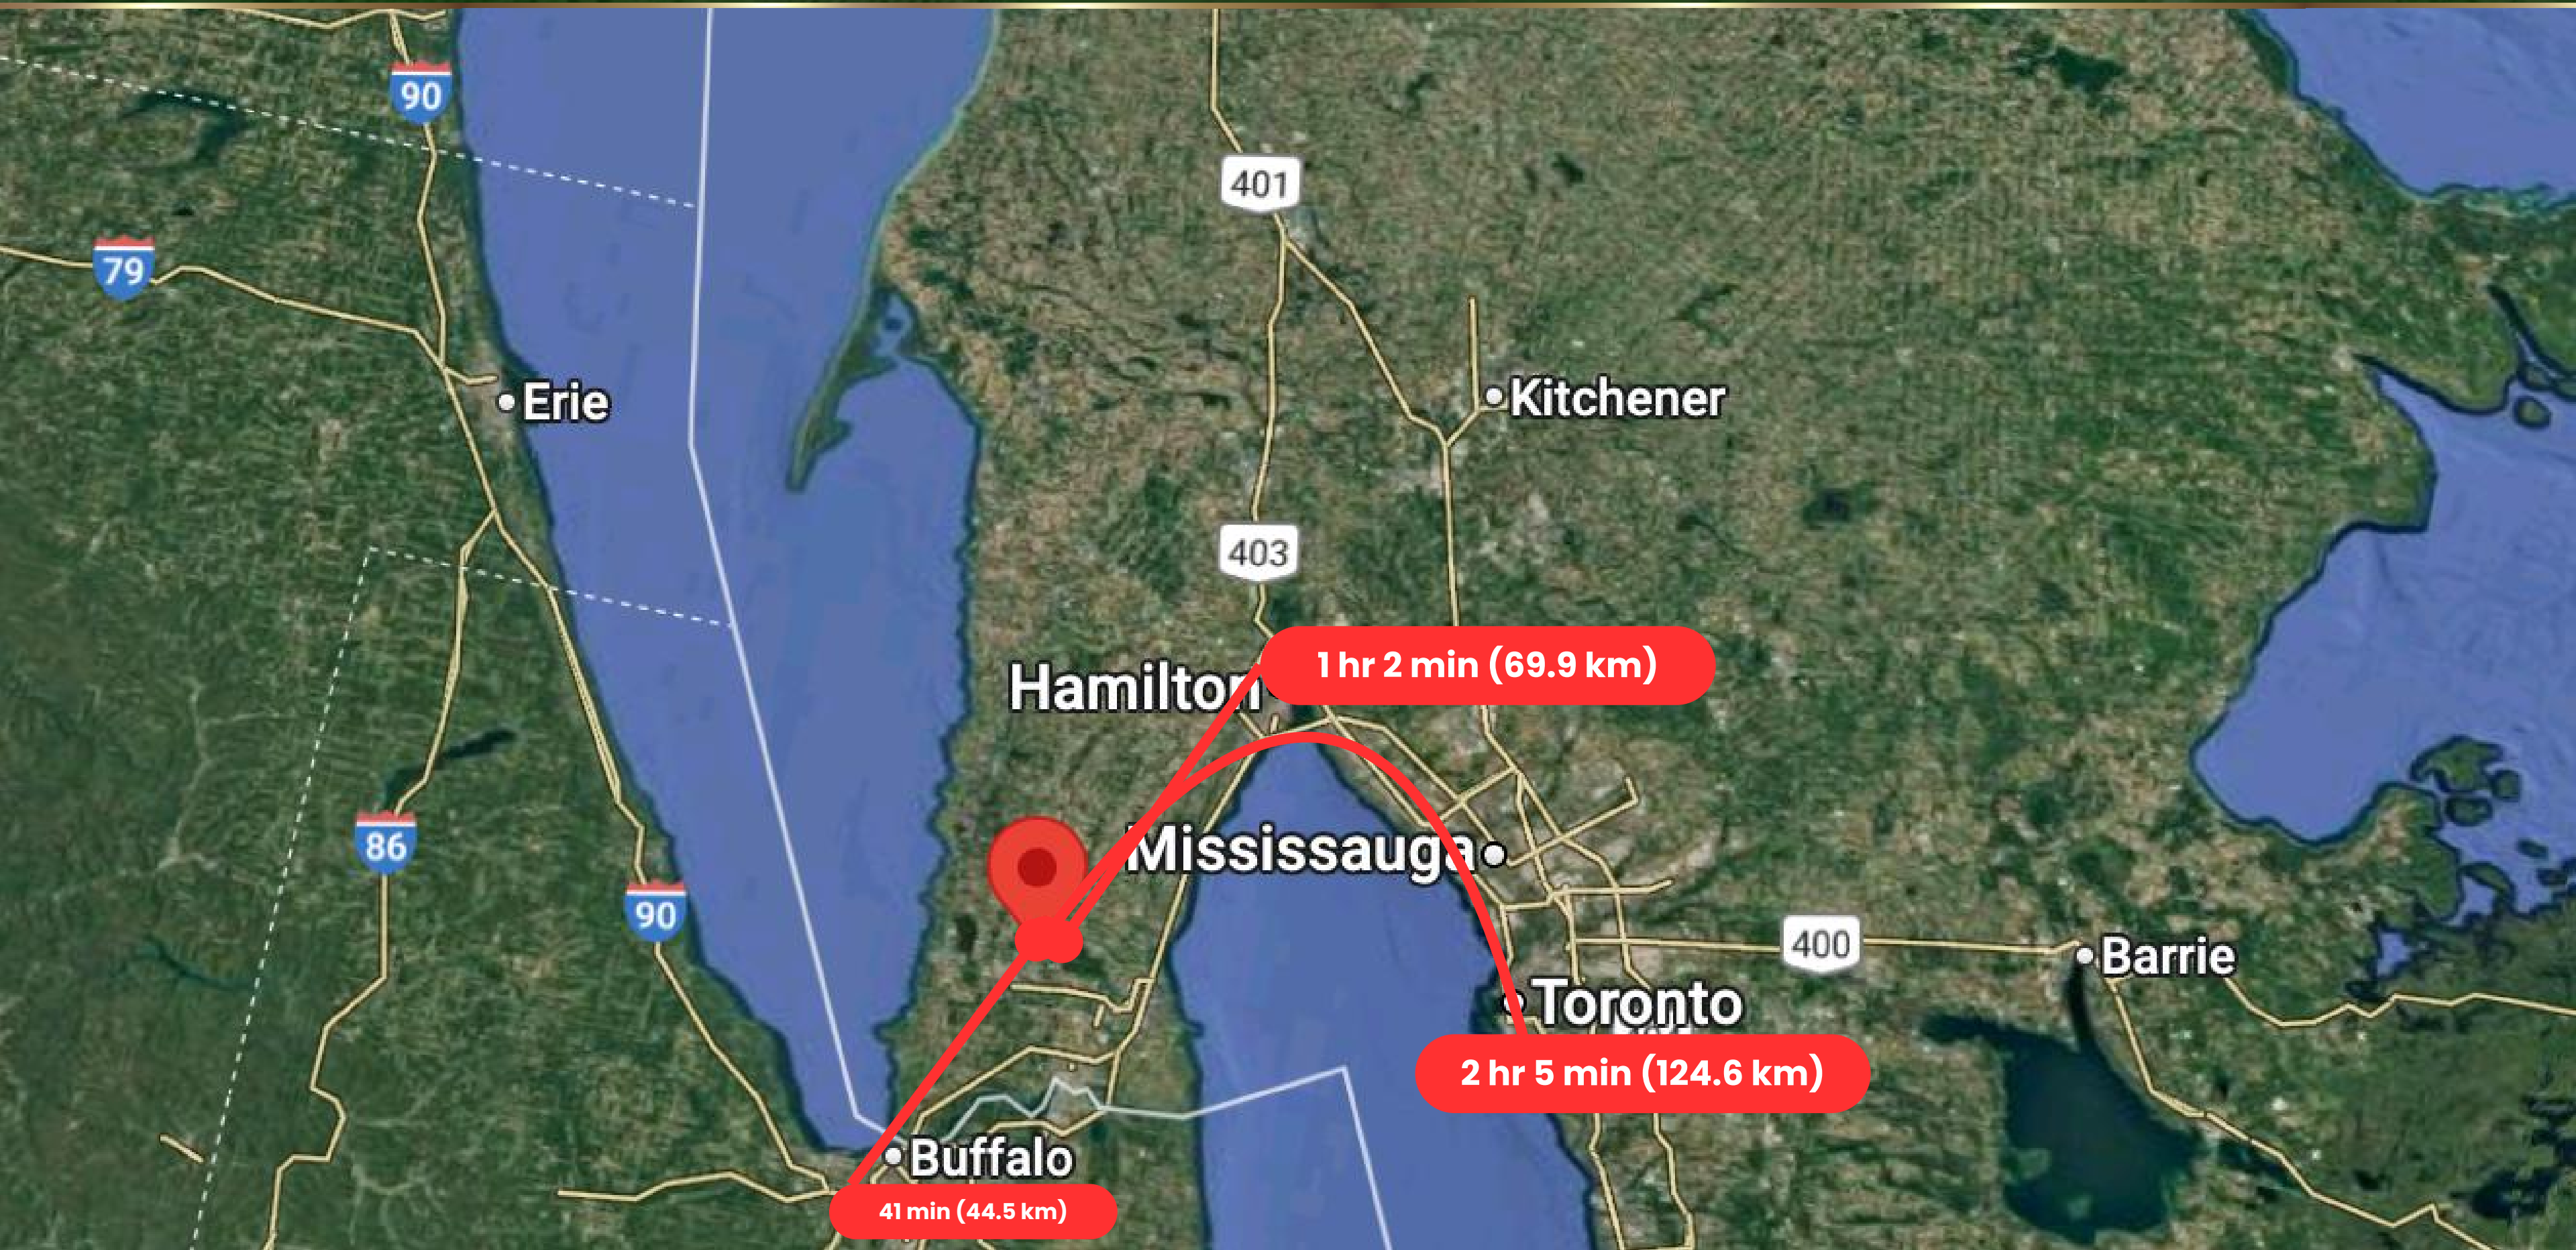 90
401
79
Erie
Kitchener
403
1 hr 2 min (69.9 km)
Hamilton
86
Mississauga
90
400
Barrie
Toronto
2 hr 5 min (124.6 km)
Buffalo
41 min (44.5 km)